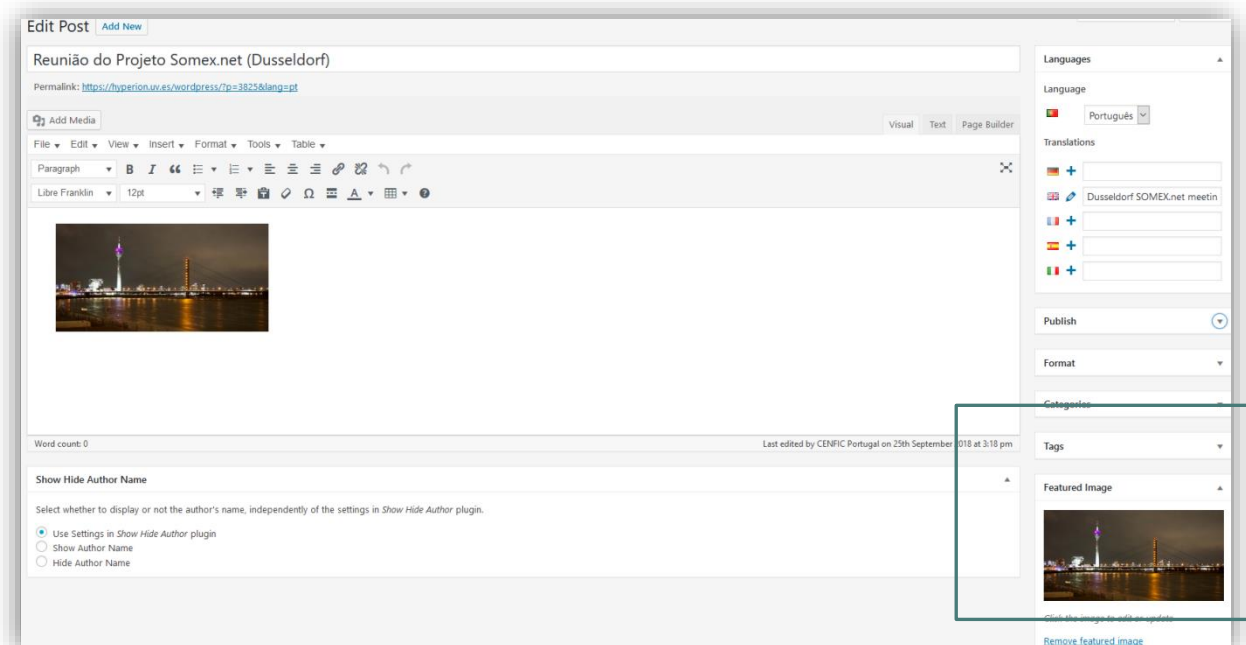 Edit Post Add New
Reunião do Projeto Somex.net (Dusseldorf)
Permalink: https://hyperion.uv.es/wordpress/?p=3825&lang=pt
Add Media
Visual Text Page Builder
File Edit View Insert Format Tools Table
Paragraph
Libre Franklin 12pt
Word count: 0 Last edited by CENFIC Portugal on 25th September 2018 at 3:18 pm
Show Hide Author Name
Select whether to display or not the author's name, independently of the settings in Show Hide Author plugin.
Use Settings in Show Hide Author plugin
Show Author Name
Hide Author Name
Languages
Language
Português
Translations
Dusseldorf SOMEX.net meetin
Publish
Format
Categories
Tags
Featured Image
Click the image to edit or update
Remove featured image